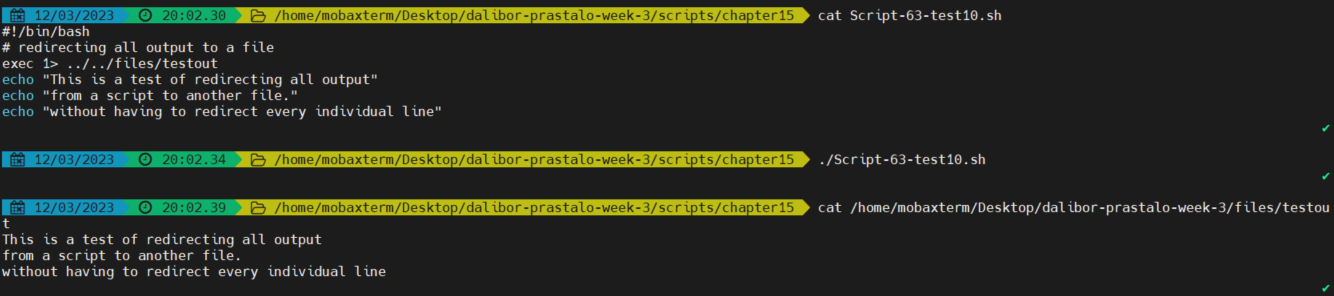 12/03/2023 20:02.30 /home/mobaxterm/Desktop/dalibor-prastalo-week-3/scripts/chapter15 cat Script-63-test10.sh
#!/bin/bash
# redirecting all output to a file
exec 1> ../../files/testout
echo "This is a test of redirecting all output"
echo "from a script to another file."
echo "without having to redirect every individual line"
✔
12/03/2023 20:02.34 /home/mobaxterm/Desktop/dalibor-prastalo-week-3/scripts/chapter15 ./Script-63-test10.sh
✔
12/03/2023 20:02.39 /home/mobaxterm/Desktop/dalibor-prastalo-week-3/scripts/chapter15 cat /home/mobaxterm/Desktop/dalibor-prastalo-week-3/files/testou
t
This is a test of redirecting all output
from a script to another file.
without having to redirect every individual line
✔